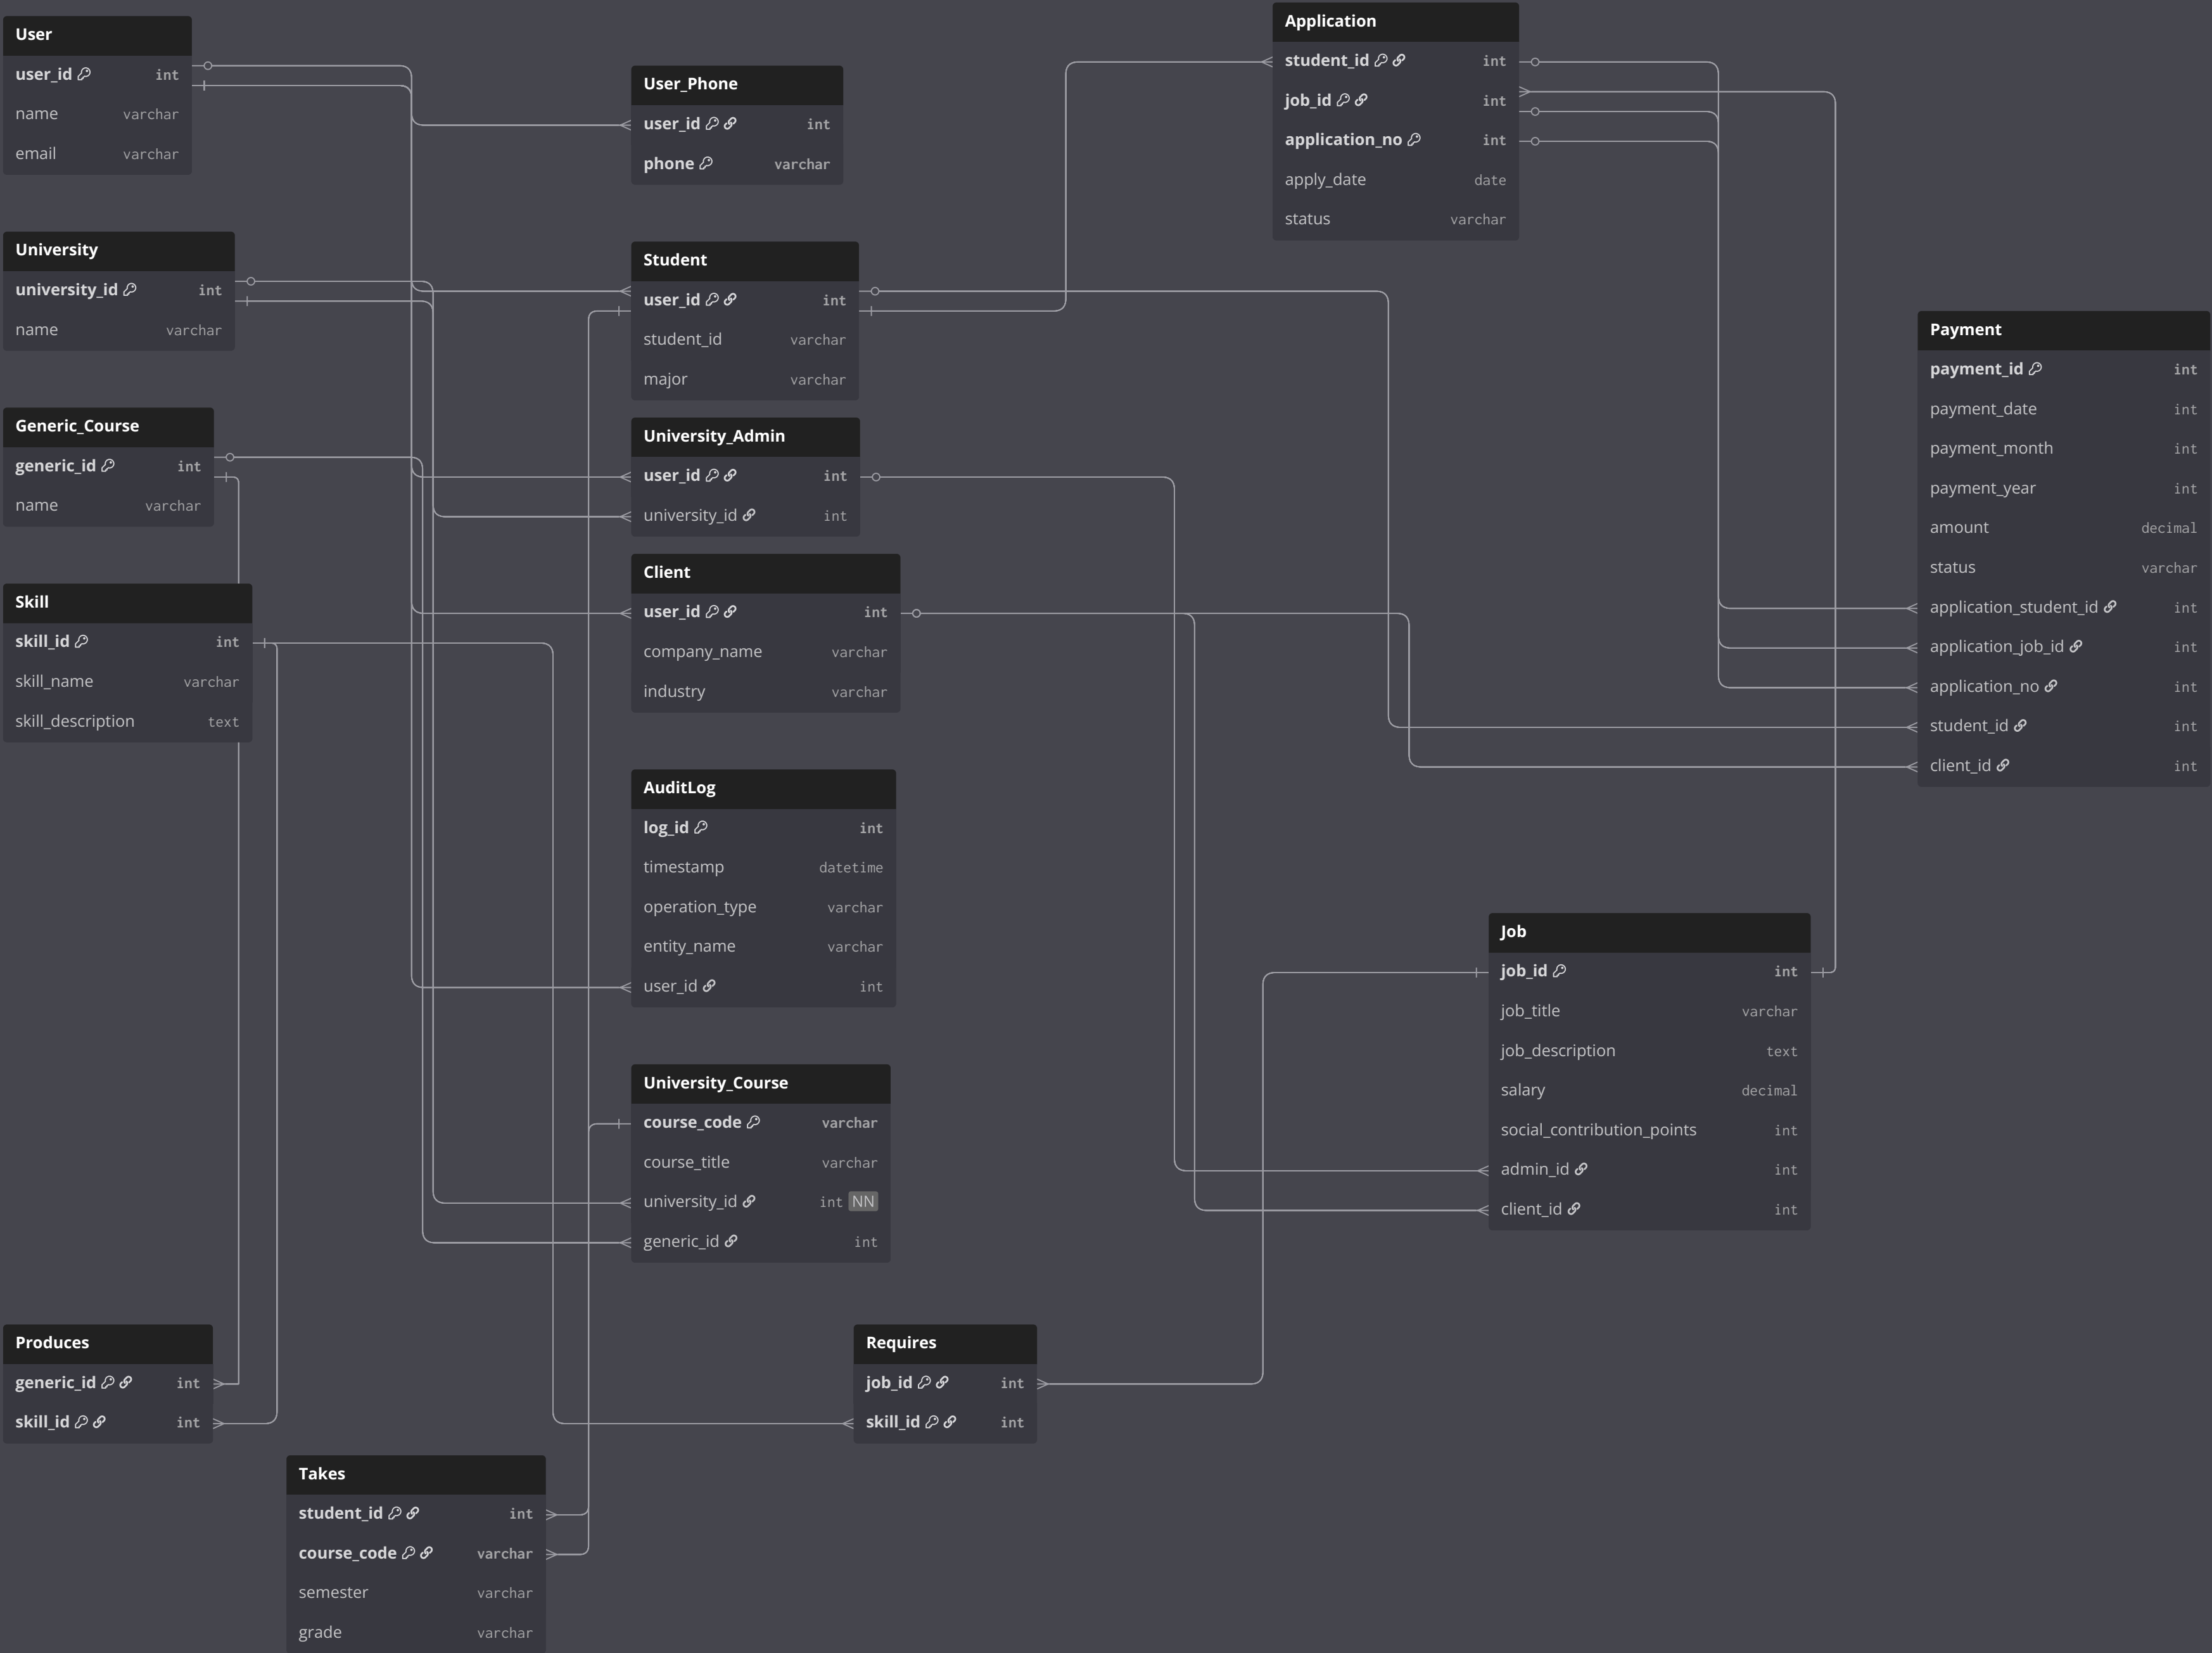 User
user_id int
name varchar
email varchar
University
university_id int
name varchar
Generic_Course
generic_id int
name varchar
Skill
skill_id int
skill_name varchar
skill_description text
Produces
generic_id int
skill_id int
Takes
student_id int
course_code varchar
semester varchar
grade varchar
User_Phone
user_id int
phone varchar
Student
user_id int
student_id varchar
major varchar
University_Admin
user_id int
university_id int
Client
user_id int
company_name varchar
industry varchar
AuditLog
log_id int
timestamp datetime
operation_type varchar
entity_name varchar
user_id int
University_Course
course_code varchar
course_title varchar
university_id int NN
generic_id int
Requires
job_id int
skill_id int
Application
student_id int
job_id int
application_no int
apply_date date
status varchar
Job
job_id int
job_title varchar
job_description text
salary decimal
social_contribution_points int
admin_id int
client_id int
Payment
payment_id int
payment_date int
payment_month int
payment_year int
amount decimal
status varchar
application_student_id int
application_job_id int
application_no int
student_id int
client_id int